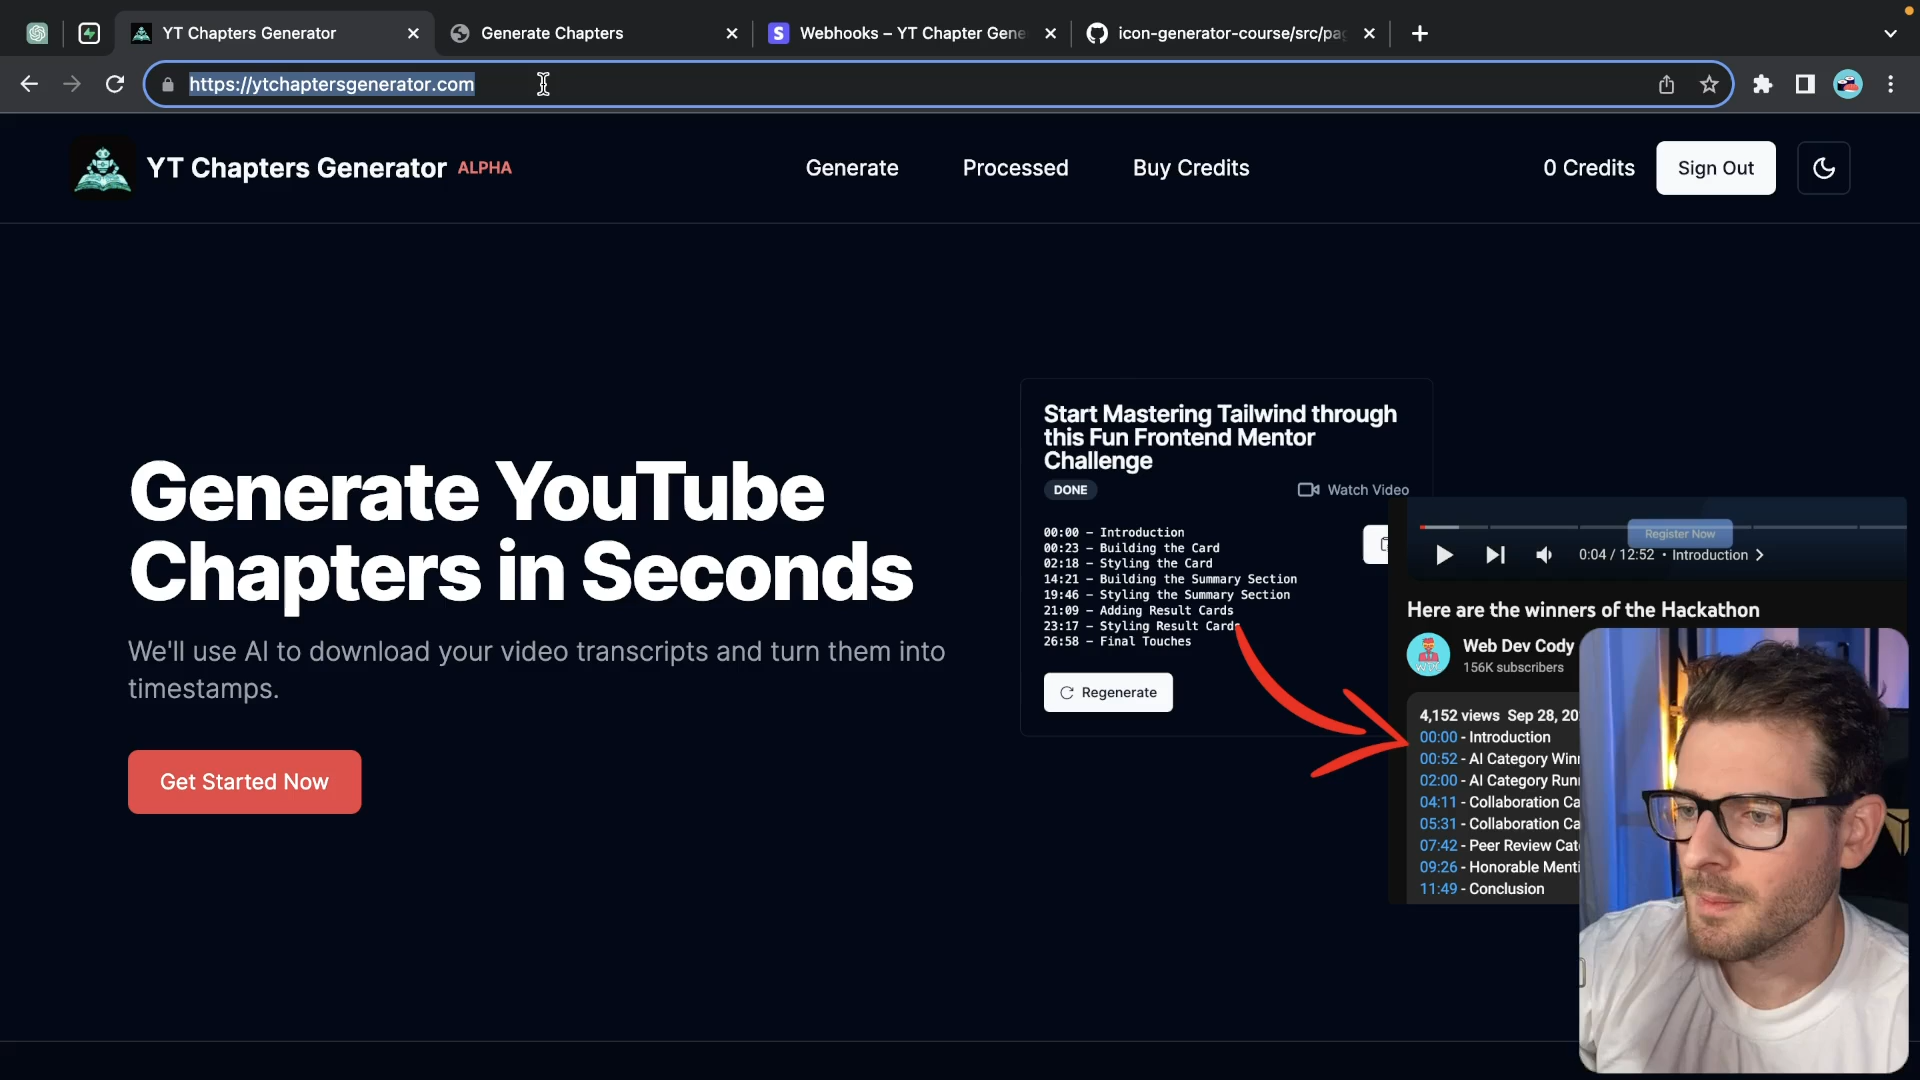 YT Chapters Generator
Generate Chapters
Webhooks – YT Chapter Gene
icon-generator-course/src/pag
https://ytchaptersgenerator.com
YT Chapters Generator ALPHA
Generate
Processed
Buy Credits
0 Credits
Sign Out
Generate YouTube
Chapters in Seconds
We'll use AI to download your video transcripts and turn them into
timestamps.
Get Started Now
Start Mastering Tailwind through
this Fun Frontend Mentor
Challenge
DONE
Watch Video
00:00 – Introduction
00:23 – Building the Card
02:18 – Styling the Card
14:21 – Building the Summary Section
19:46 – Styling the Summary Section
21:09 – Adding Result Cards
23:17 – Styling Result Cards
26:58 – Final Touches
Regenerate
Register Now
0:04 / 12:52 • Introduction
Here are the winners of the Hackathon
WIN
Web Dev Cody
156K subscribers
4,152 views Sep 28, 20
00:00 - Introduction
00:52 - AI Category Winn
02:00 - AI Category Runn
04:11 - Collaboration Ca
05:31 - Collaboration Ca
07:42 - Peer Review Cat
09:26 - Honorable Menti
11:49 - Conclusion